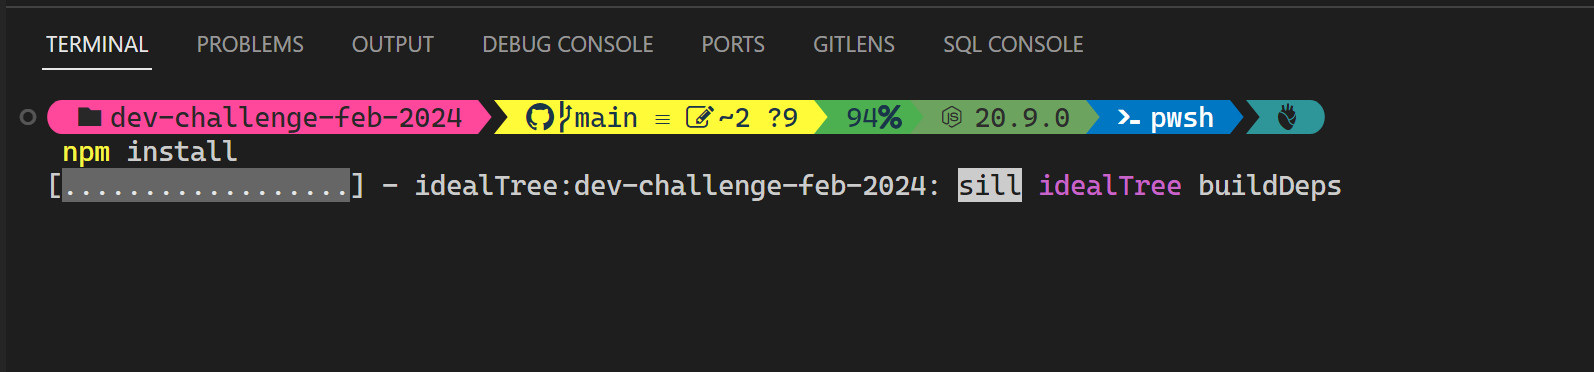 TERMINAL PROBLEMS OUTPUT DEBUG CONSOLE PORTS GITLENS SQL CONSOLE
dev-challenge-feb-2024 main ≡ ~2 ?9 94% 20.9.0 pwsh
npm install
[..................] - idealTree:dev-challenge-feb-2024: sill idealTree buildDeps